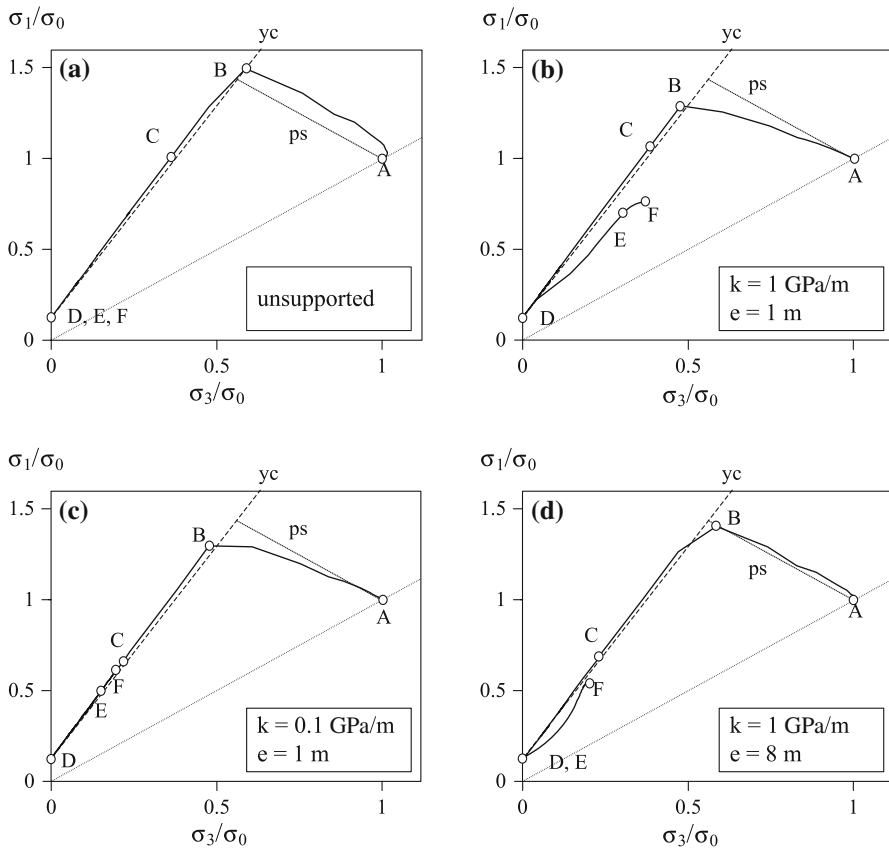 σ₁/σ₀
yc
(a)
1.5
B
C
1
ps
A
0.5
D, E, F
unsupported
0
0
0.5
1
σ₃/σ₀
σ₁/σ₀
yc
(b)
1.5
B
ps
C
1
A
F
E
0.5
D
k = 1 GPa/m
e = 1 m
0
0
0.5
1
σ₃/σ₀
σ₁/σ₀
yc
(c)
1.5
B
ps
1
C
A
F
0.5
E
D
k = 0.1 GPa/m
e = 1 m
0
0
0.5
1
σ₃/σ₀
σ₁/σ₀
yc
(d)
1.5
B
ps
1
C
A
F
0.5
D, E
k = 1 GPa/m
e = 8 m
0
0
0.5
1
σ₃/σ₀